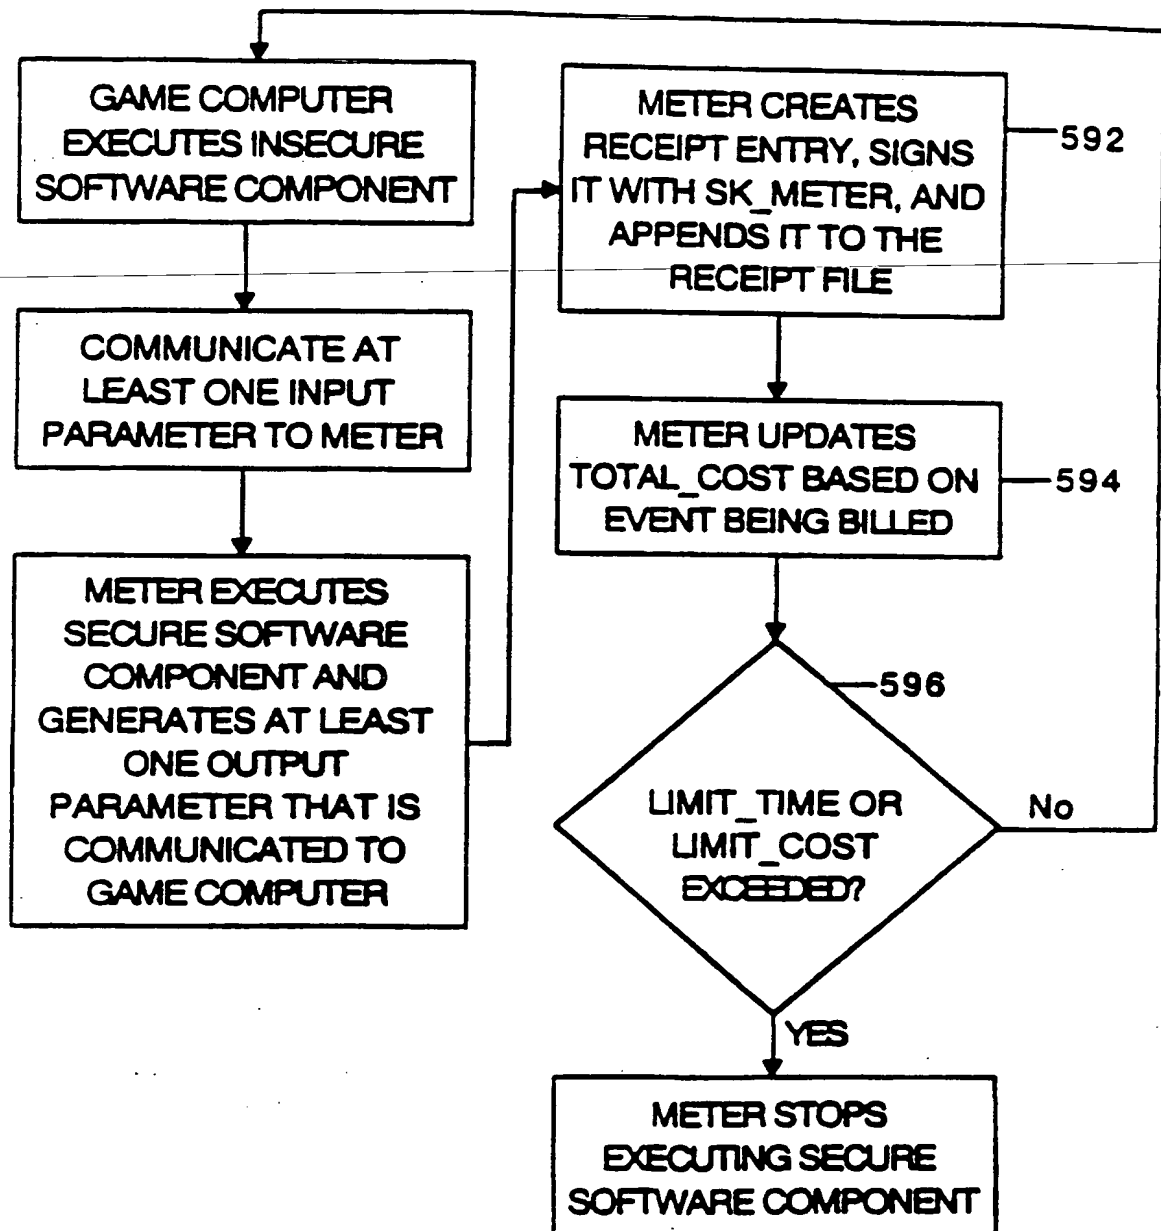 GAME COMPUTER
EXECUTES INSECURE
SOFTWARE COMPONENT
COMMUNICATE AT
LEAST ONE INPUT
PARAMETER TO METER
METER EXECUTES
SECURE SOFTWARE
COMPONENT AND
GENERATES AT LEAST
ONE OUTPUT
PARAMETER THAT IS
COMMUNICATED TO
GAME COMPUTER
METER CREATES
RECEIPT ENTRY, SIGNS
IT WITH SK_METER, AND
APPENDS IT TO THE
RECEIPT FILE
592
METER UPDATES
TOTAL_COST BASED ON
EVENT BEING BILLED
594
596
LIMIT_TIME OR
LIMIT_COST
EXCEEDED?
No
YES
METER STOPS
EXECUTING SECURE
SOFTWARE COMPONENT